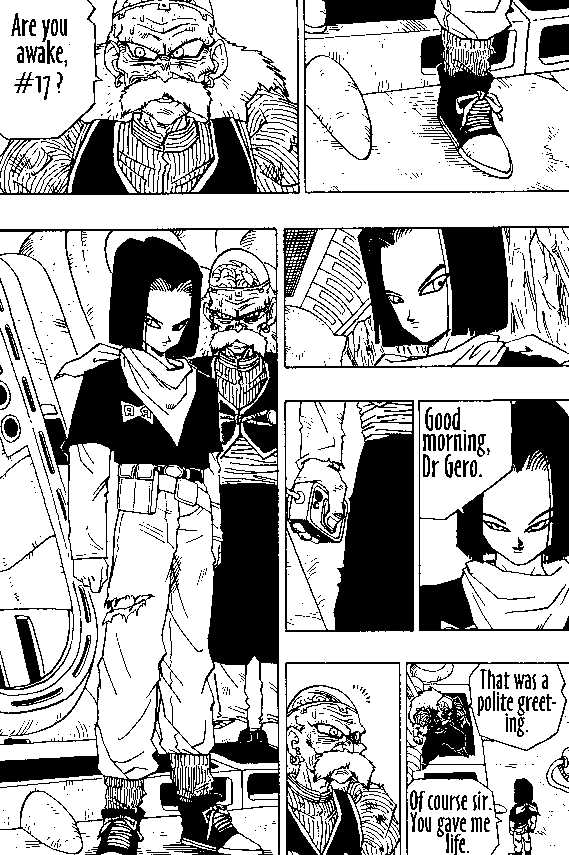 Are you
awake,
#17?
Good
morning,
Dr Gero.
That was a
polite greet-
ing.
Of course sir.
You gave me
life.